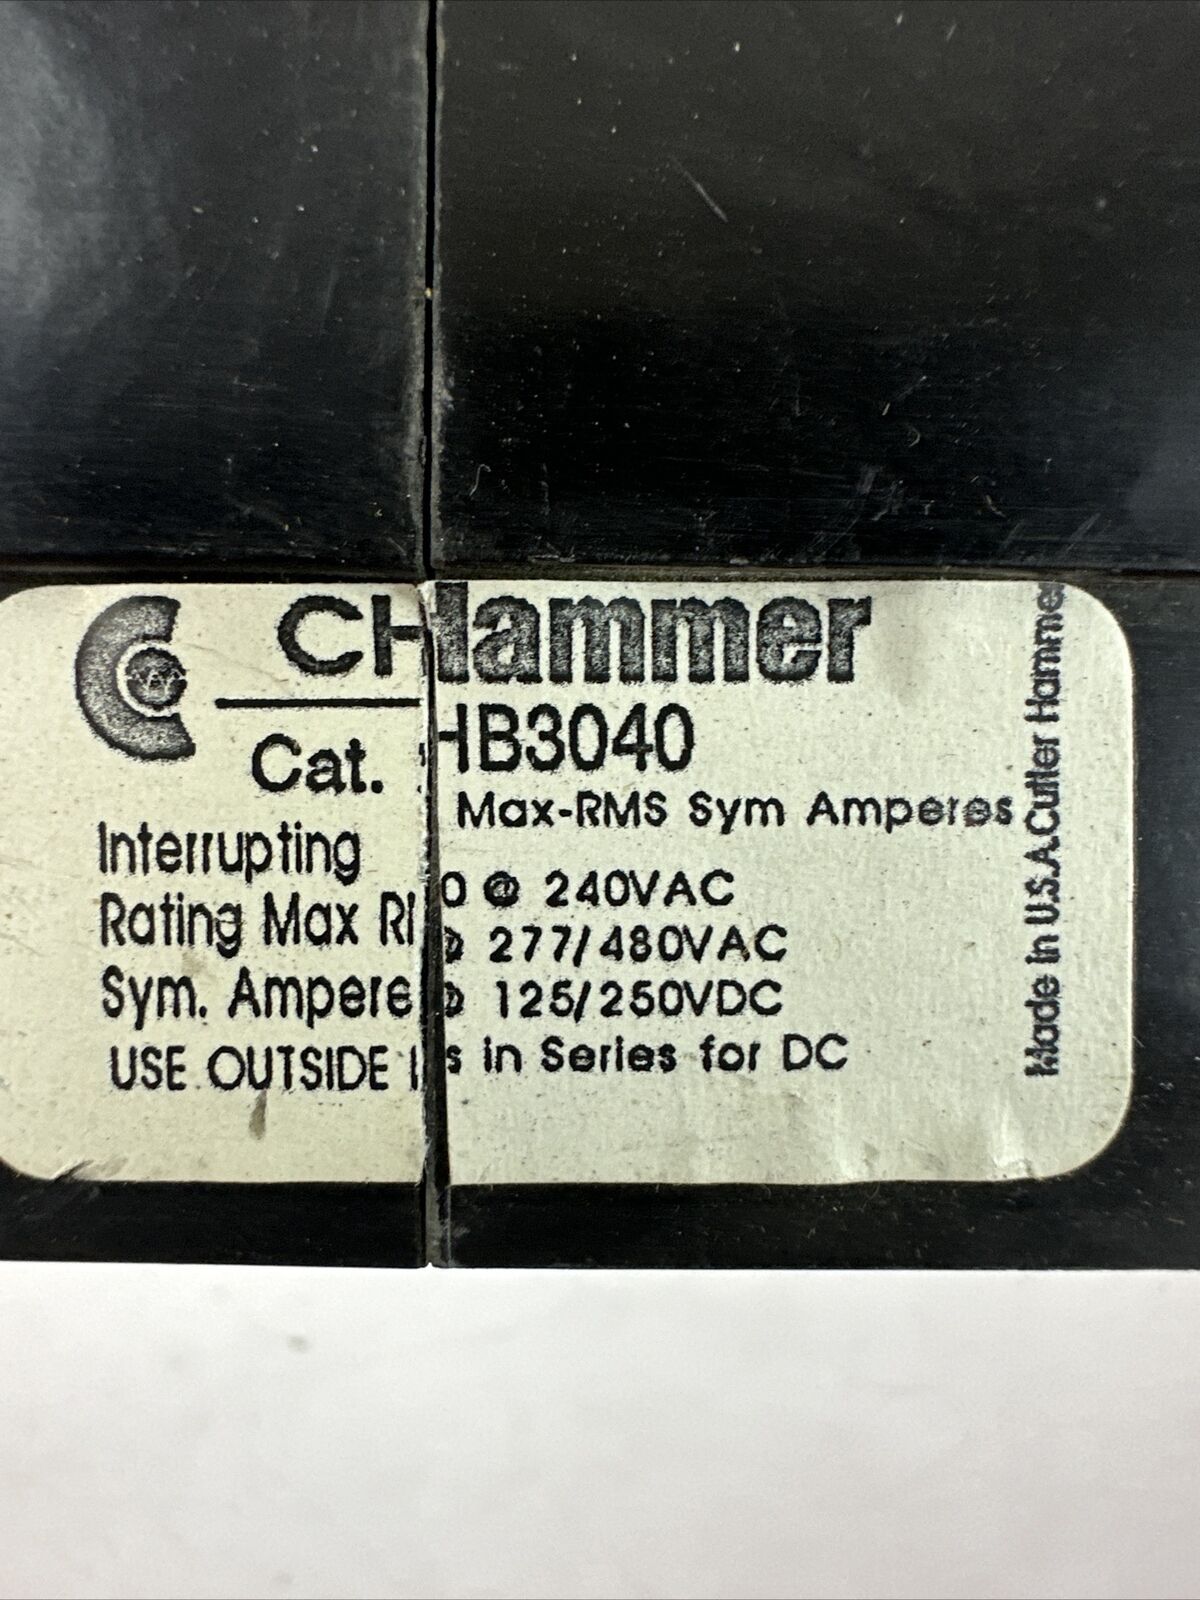 CHammer
Cat. HB3040
Max-RMS Sym Amperes
Interrupting
0 @ 240VAC
Rating Max
277/480VAC
Sym. Ampere
125/250VDC
USE OUTSIDE
s in Series for DC
Made in U.S.A. Cutler Hammer